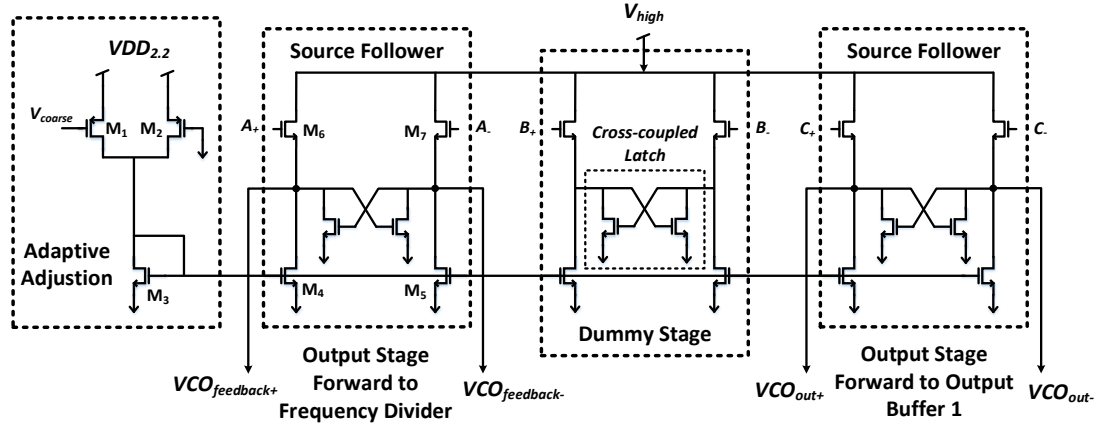 VDD2.2
Vcoarse
M1
M2
Adaptive
Adjustion
M3
Source Follower
A+
M6
M7
A-
M4
M5
VCOfeedback+
VCOfeedback-
Output Stage
Forward to
Frequency Divider
Vhigh
B+
B-
Cross-coupled
Latch
Dummy Stage
Source Follower
C+
C-
VCOout+
VCOout-
Output Stage
Forward to Output
Buffer 1